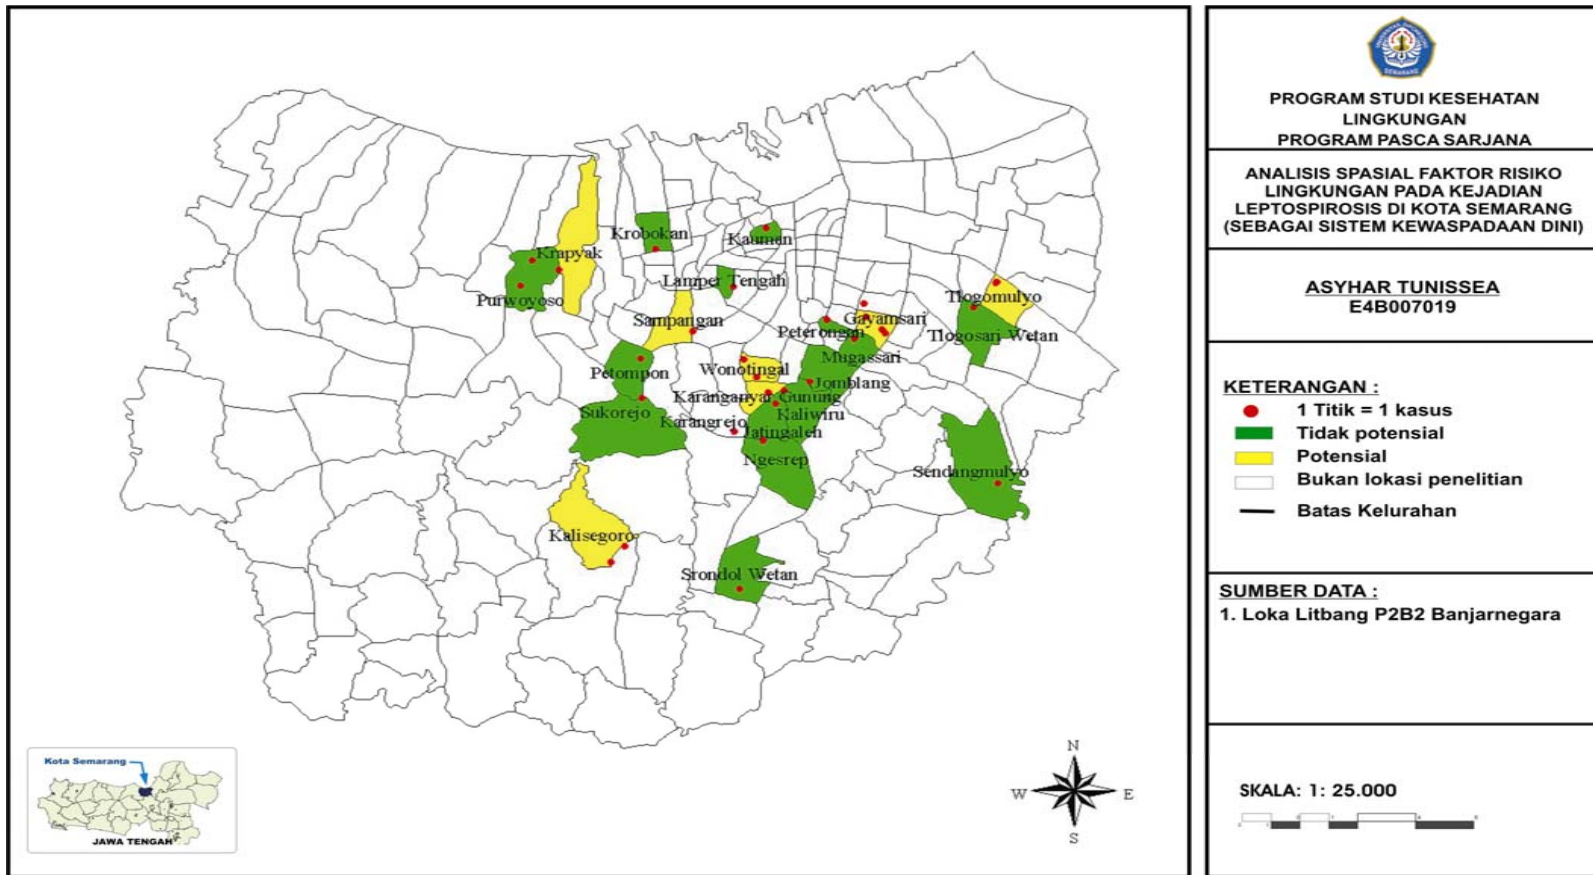 Krobokan
Kauman
Krapyak
Lamper Tengah
Purwoyoso
Tlogomulyo
Sampangan
Gayamsari
Peterongan
Tlogosari Wetan
Mugassari
Petompon
Wonotingal
Jomblang
Karanganyar Gunung
Sukorejo
Kaliwiru
Karangrejo
Jatingaleh
Ngesrep
Sendangmulyo
Kalisegoro
Srondol Wetan
Kota Semarang
JAWA TENGAH
N
W
E
S
PROGRAM STUDI KESEHATAN
LINGKUNGAN
PROGRAM PASCA SARJANA
ANALISIS SPASIAL FAKTOR RISIKO
LINGKUNGAN PADA KEJADIAN
LEPTOSPIROSIS DI KOTA SEMARANG
(SEBAGAI SISTEM KEWASPADAAN DINI)
ASYHAR TUNISSEA
E4B007019
KETERANGAN :
1 Titik = 1 kasus
Tidak potensial
Potensial
Bukan lokasi penelitian
Batas Kelurahan
SUMBER DATA :
1. Loka Litbang P2B2 Banjarnegara
SKALA: 1: 25.000